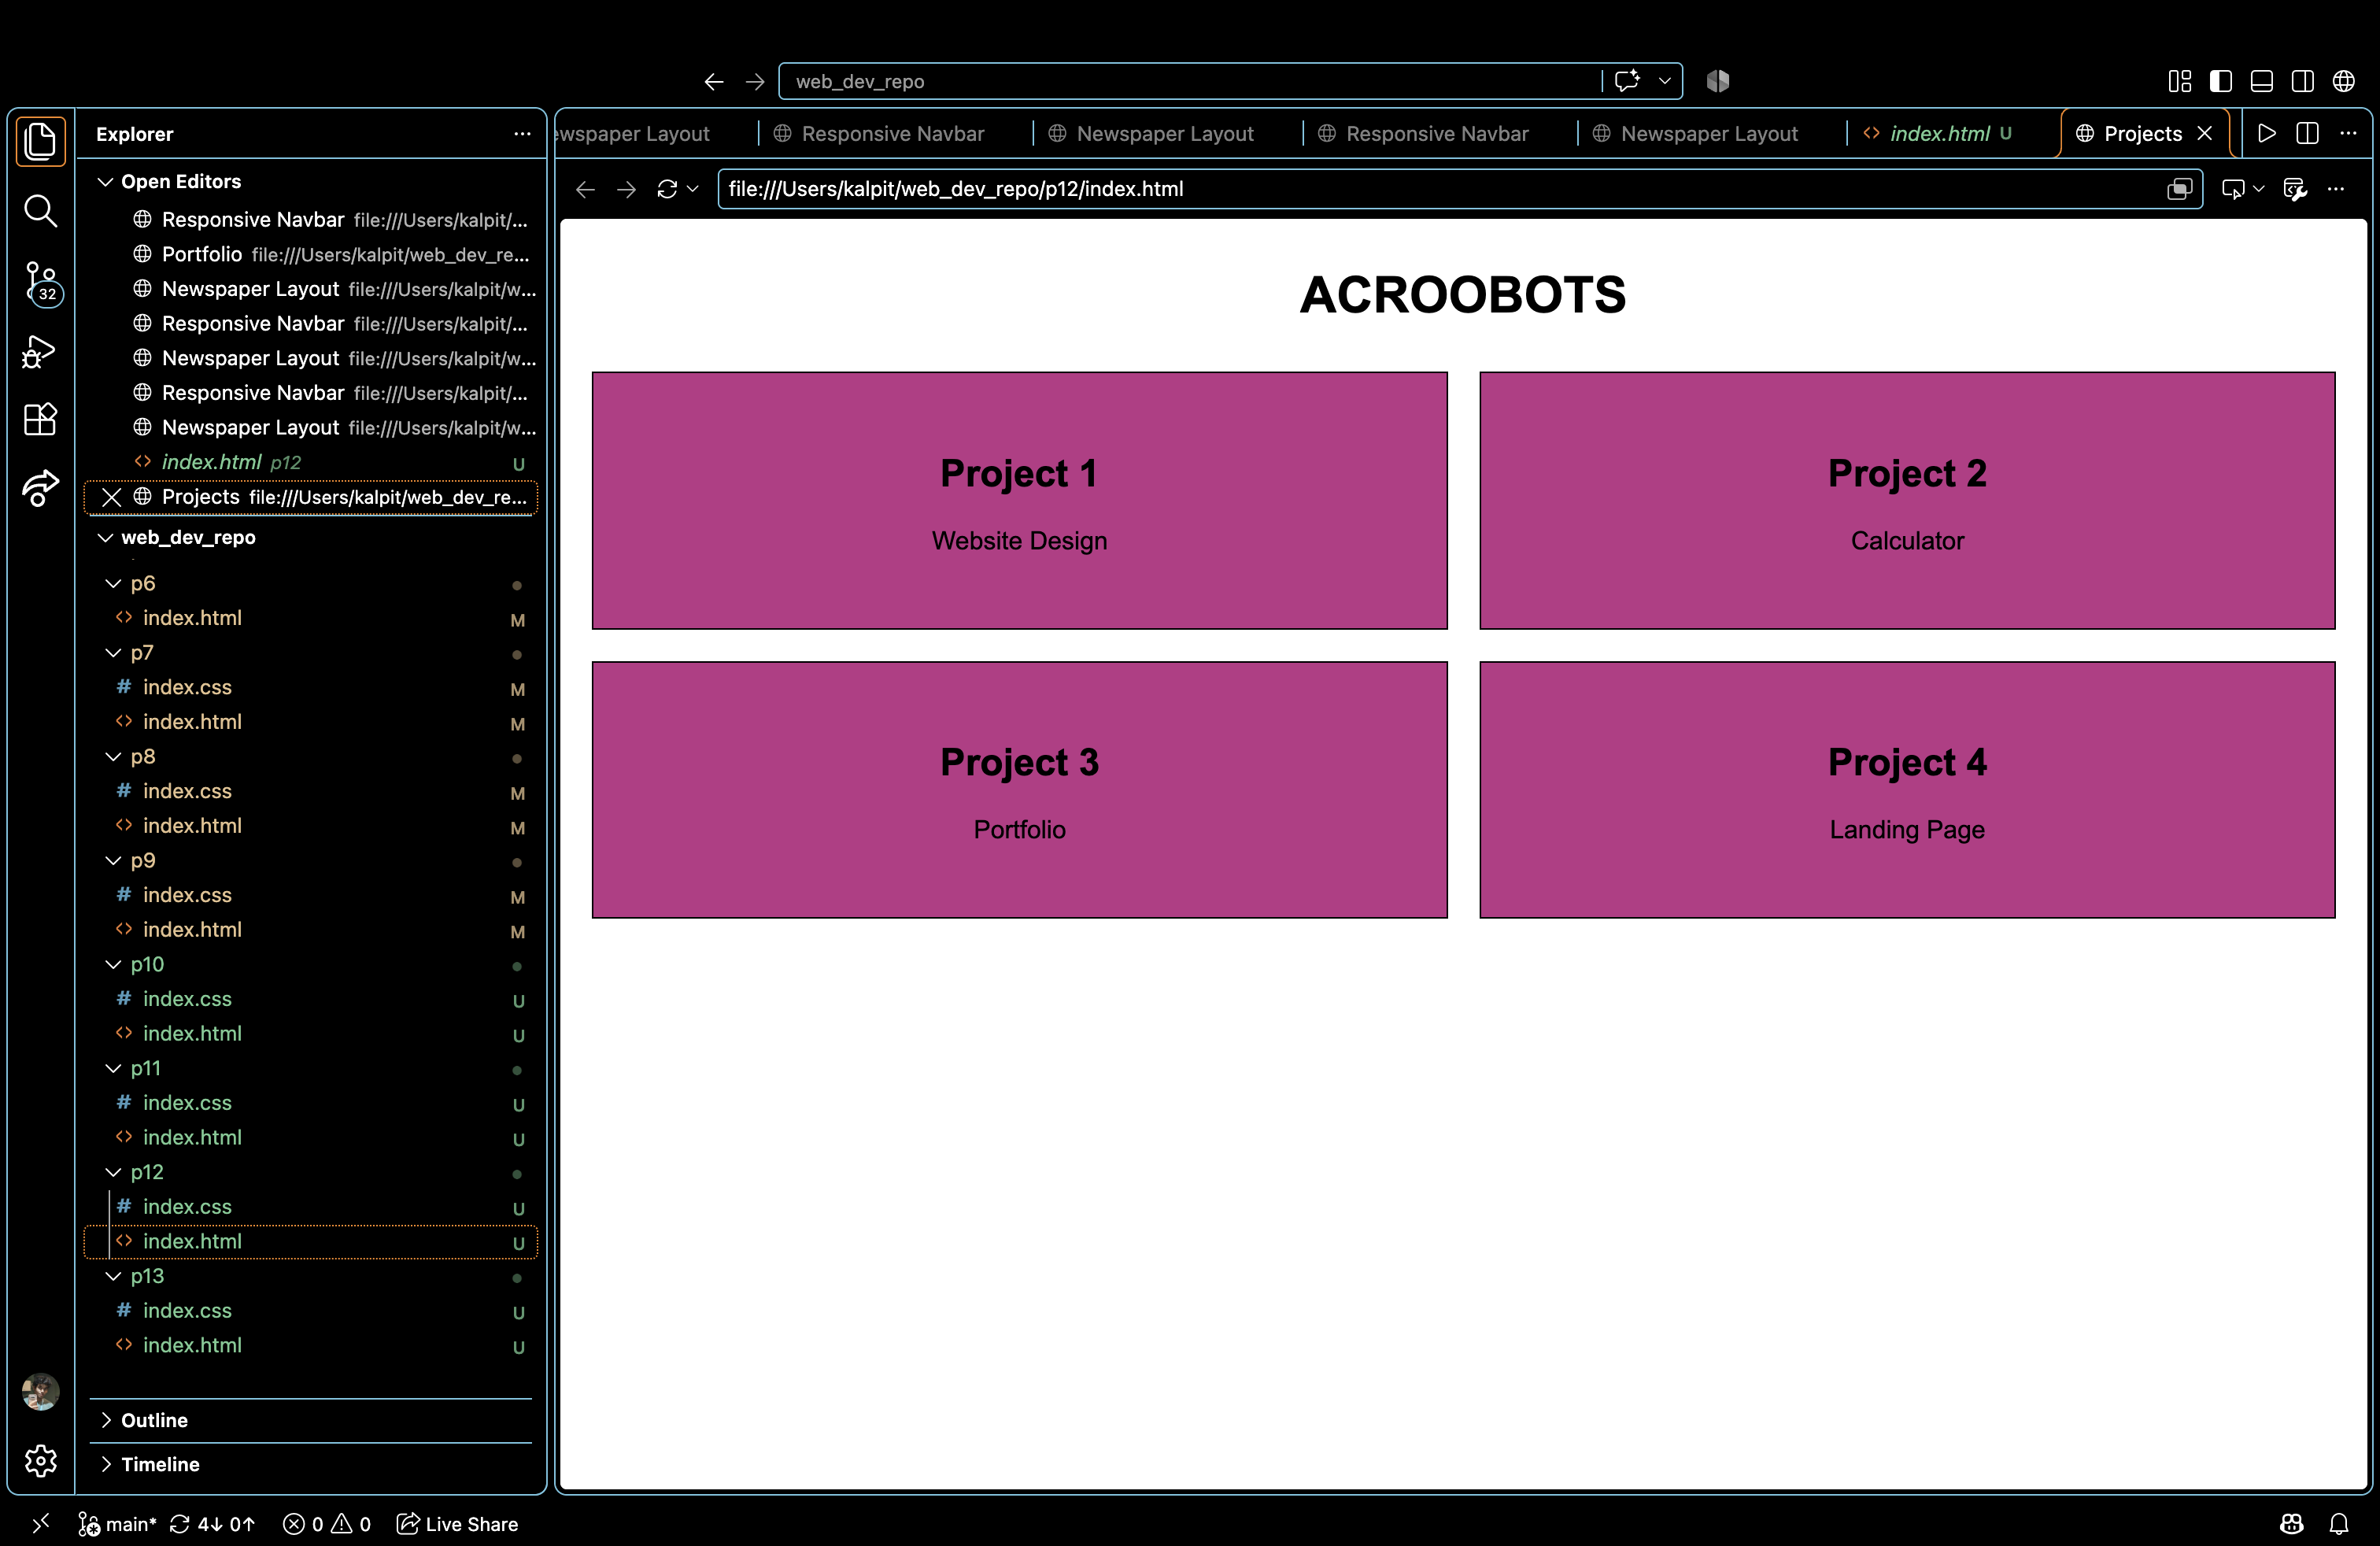 web_dev_repo
Explorer
ewspaper Layout
Responsive Navbar
Newspaper Layout
Responsive Navbar
Newspaper Layout
index.html U
Projects
file:///Users/kalpit/web_dev_repo/p12/index.html
Open Editors
Responsive Navbar file:///Users/kalpit/...
Portfolio file:///Users/kalpit/web_dev_re...
Newspaper Layout file:///Users/kalpit/w...
Responsive Navbar file:///Users/kalpit/...
Newspaper Layout file:///Users/kalpit/w...
Responsive Navbar file:///Users/kalpit/...
Newspaper Layout file:///Users/kalpit/w...
index.html p12 U
Projects file:///Users/kalpit/web_dev_re...
32
web_dev_repo
p6
index.html M
p7
# index.css M
index.html M
p8
# index.css M
index.html M
p9
# index.css M
index.html M
p10
# index.css U
index.html U
p11
# index.css U
index.html U
p12
# index.css U
index.html U
p13
# index.css U
index.html U
Outline
Timeline
ACROOBOTS
Project 1
Website Design
Project 2
Calculator
Project 3
Portfolio
Project 4
Landing Page
main* 4↓ 0↑ 0 0 Live Share